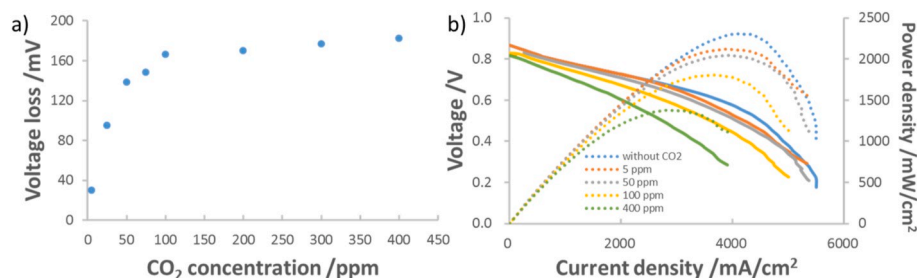 a)
200
160
120
80
40
0
Voltage loss /mV
0 50 100 150 200 250 300 350 400 450
CO2 concentration /ppm
b)
1.0
0.8
0.6
0.4
0.2
0.0
Voltage /V
without CO2
5 ppm
50 ppm
100 ppm
400 ppm
0 2000 4000 6000
Current density /mA/cm2
2500
2000
1500
1000
500
0
Power density /mW/cm2